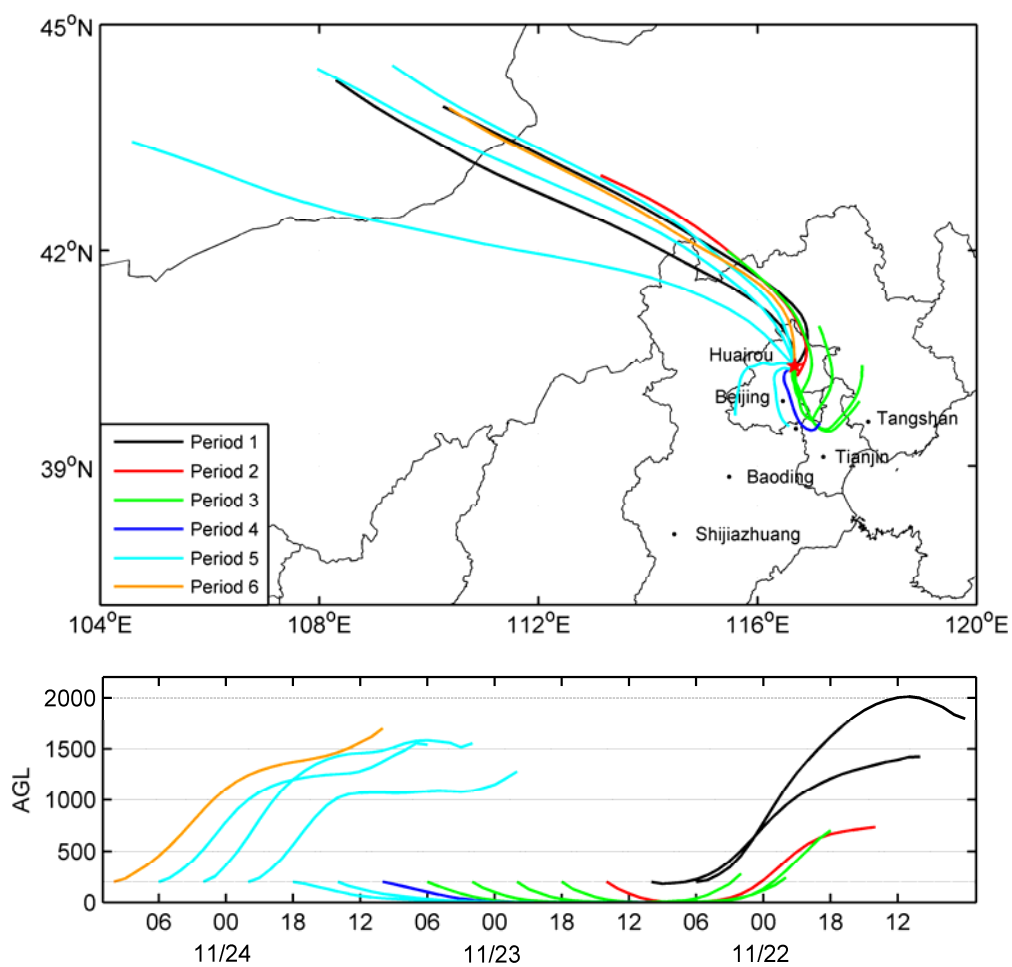 45°N
42°N
39°N
Huairou
Beijing
Tangshan
Tianjin
Baoding
Shijiazhuang
Period 1
Period 2
Period 3
Period 4
Period 5
Period 6
104°E 108°E 112°E 116°E 120°E
2000
1500
1000
500
0
AGL
06 00 18 12 06 00 18 12 06 00 18 12
11/24 11/23 11/22